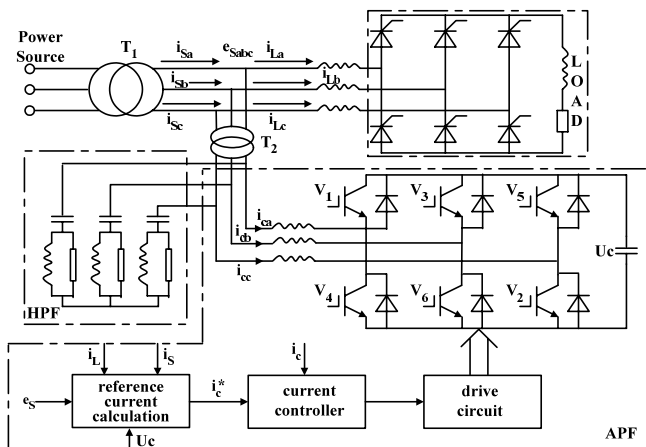 Power
Source
T1
iSa
eSabc
iLa
iSb
iLb
iSc
iLc
T2
L
O
A
D
HPF
ica
icb
icc
V1
V3
V5
Uc
V4
V6
V2
iL
iS
ic
eS
reference
current
calculation
ic*
current
controller
drive
circuit
Uc
APF